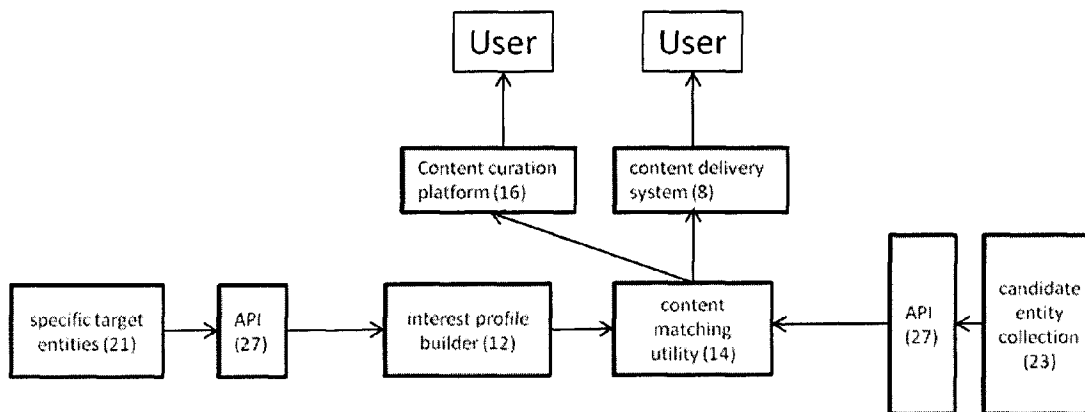 User
User
Content curation
platform (16)
content delivery
system (8)
specific target
entities (21)
API
(27)
interest profile
builder (12)
content
matching
utility (14)
API
(27)
candidate
entity
collection
(23)